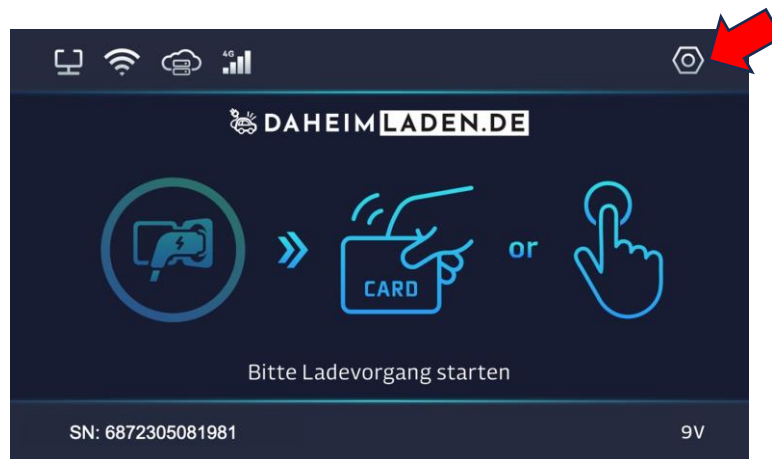 4G
DAHEIMLADEN.DE
CARD
or
Bitte Ladevorgang starten
SN: 6872305081981
9V